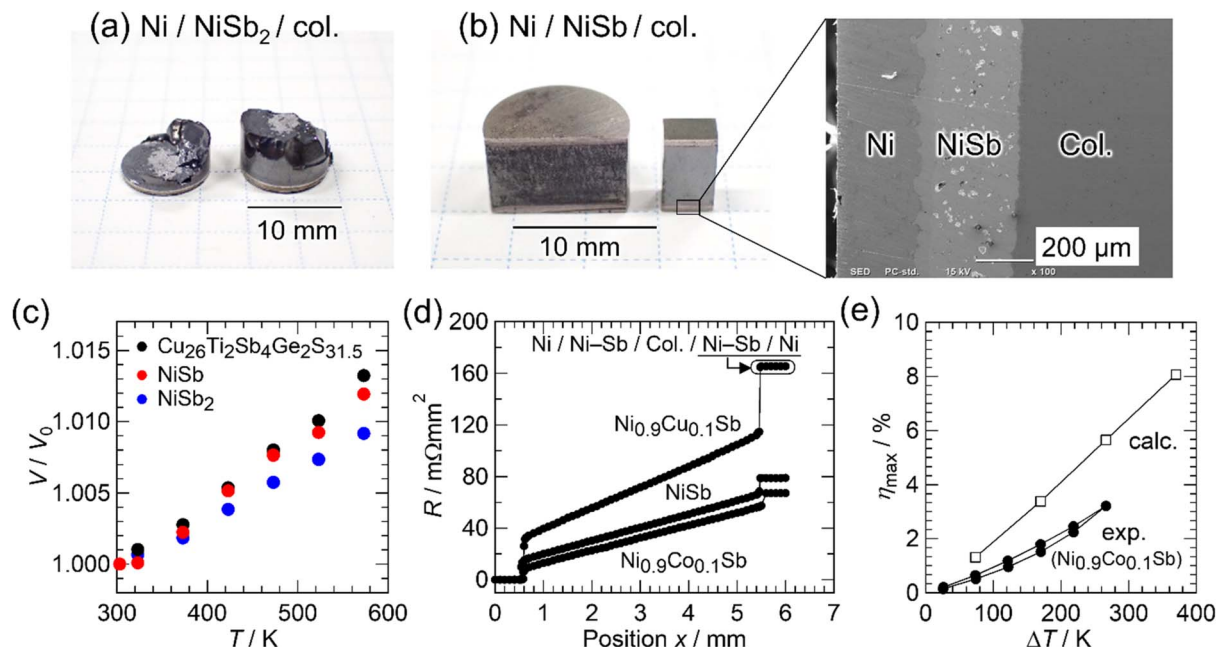 (a) Ni / NiSb₂ / col.
10 mm
(b) Ni / NiSb / col.
10 mm
Ni
NiSb
Col.
200 μm
SED PC-std. 15 kV x 100
(c)
1.015
1.010
1.005
1.000
V / V₀
Cu₂₆Ti₂Sb₄Ge₂S₃₁.₅
NiSb
NiSb₂
300 400 500 600
T / K
(d)
200
160
120
80
40
0
R / mΩmm²
Ni / Ni–Sb / Col. / Ni–Sb / Ni
Ni₀.₉Cu₀.₁Sb
NiSb
Ni₀.₉Co₀.₁Sb
0 1 2 3 4 5 6 7
Position x / mm
(e)
10
8
6
4
2
0
ηmax / %
calc.
exp.
(Ni₀.₉Co₀.₁Sb)
0 100 200 300 400
ΔT / K